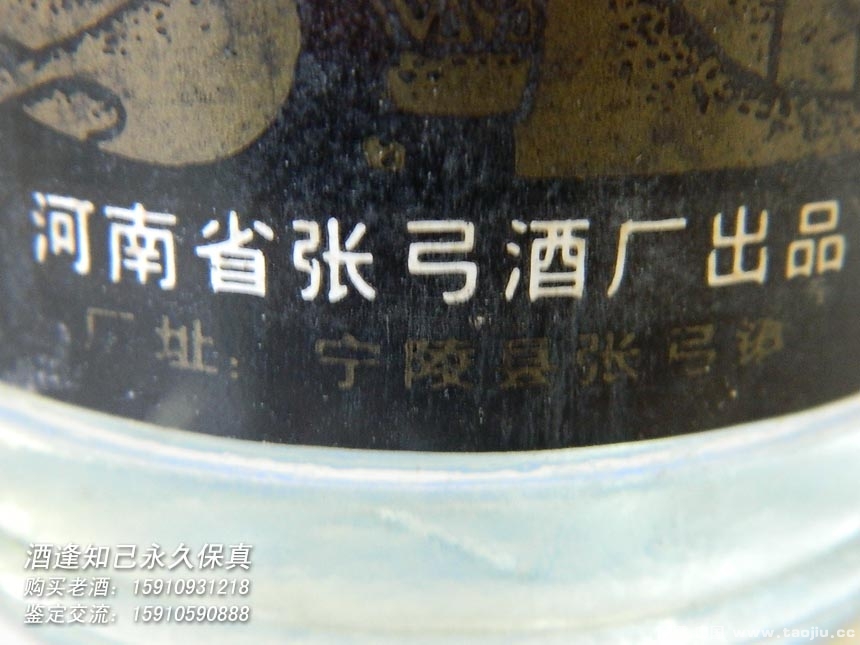 河南省张弓酒厂出品
厂址：宁陵县张弓镇
酒逢知己永久保真
购买老酒：15910931218
鉴定交流：15910590888
www.taojiu.cc